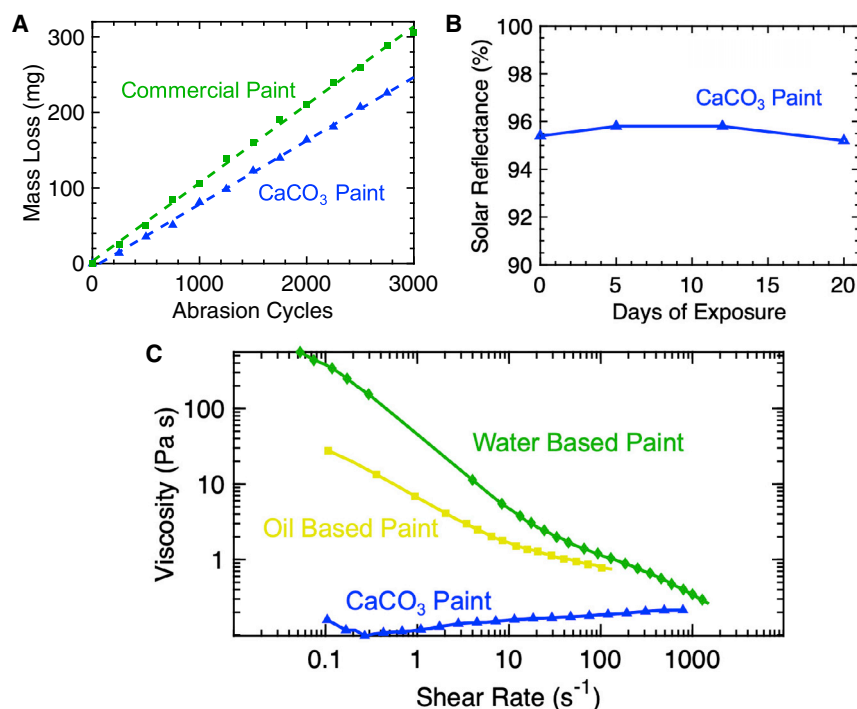 A
Mass Loss (mg)
300
200
100
0
Commercial Paint
CaCO₃ Paint
0 1000 2000 3000
Abrasion Cycles
B
Solar Reflectance (%)
100
98
96
94
92
90
CaCO₃ Paint
0 5 10 15 20
Days of Exposure
C
Viscosity (Pa s)
100
10
1
Water Based Paint
Oil Based Paint
CaCO₃ Paint
0.1 1 10 100 1000
Shear Rate (s⁻¹)